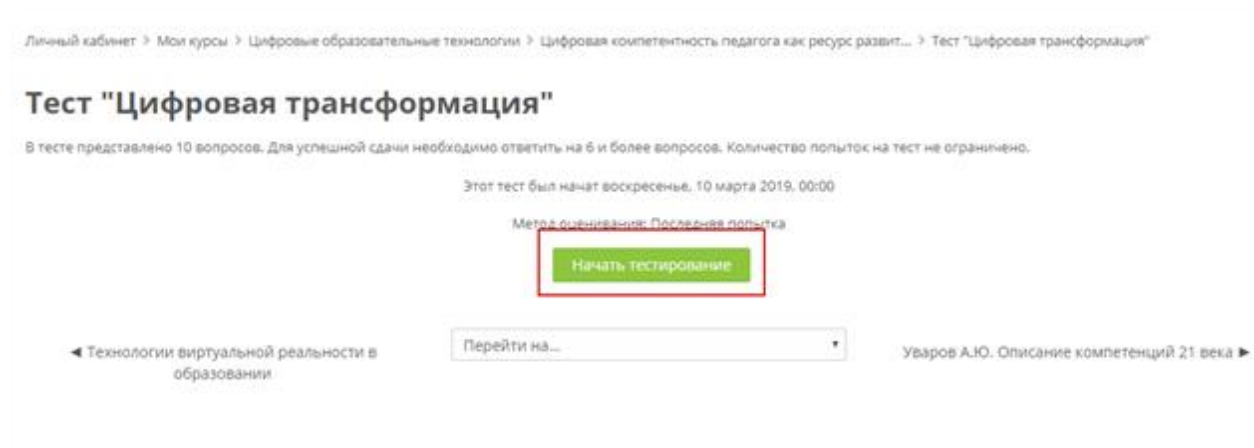 Личный кабинет > Мои курсы > Цифровые образовательные технологии > Цифровая компетентность педагога как ресурс развит... > Тест "Цифровая трансформация"
Тест "Цифровая трансформация"
В тесте представлено 10 вопросов. Для успешной сдачи необходимо ответить на 6 и более вопросов. Количество попыток на тест не ограничено.
Этот тест был начат воскресенье, 10 марта 2019, 00:00
Метод оценивания: Последняя попытка
Начать тестирование
◄ Технологии виртуальной реальности в
образовании
Перейти на...
Уваров А.Ю. Описание компетенций 21 века ►